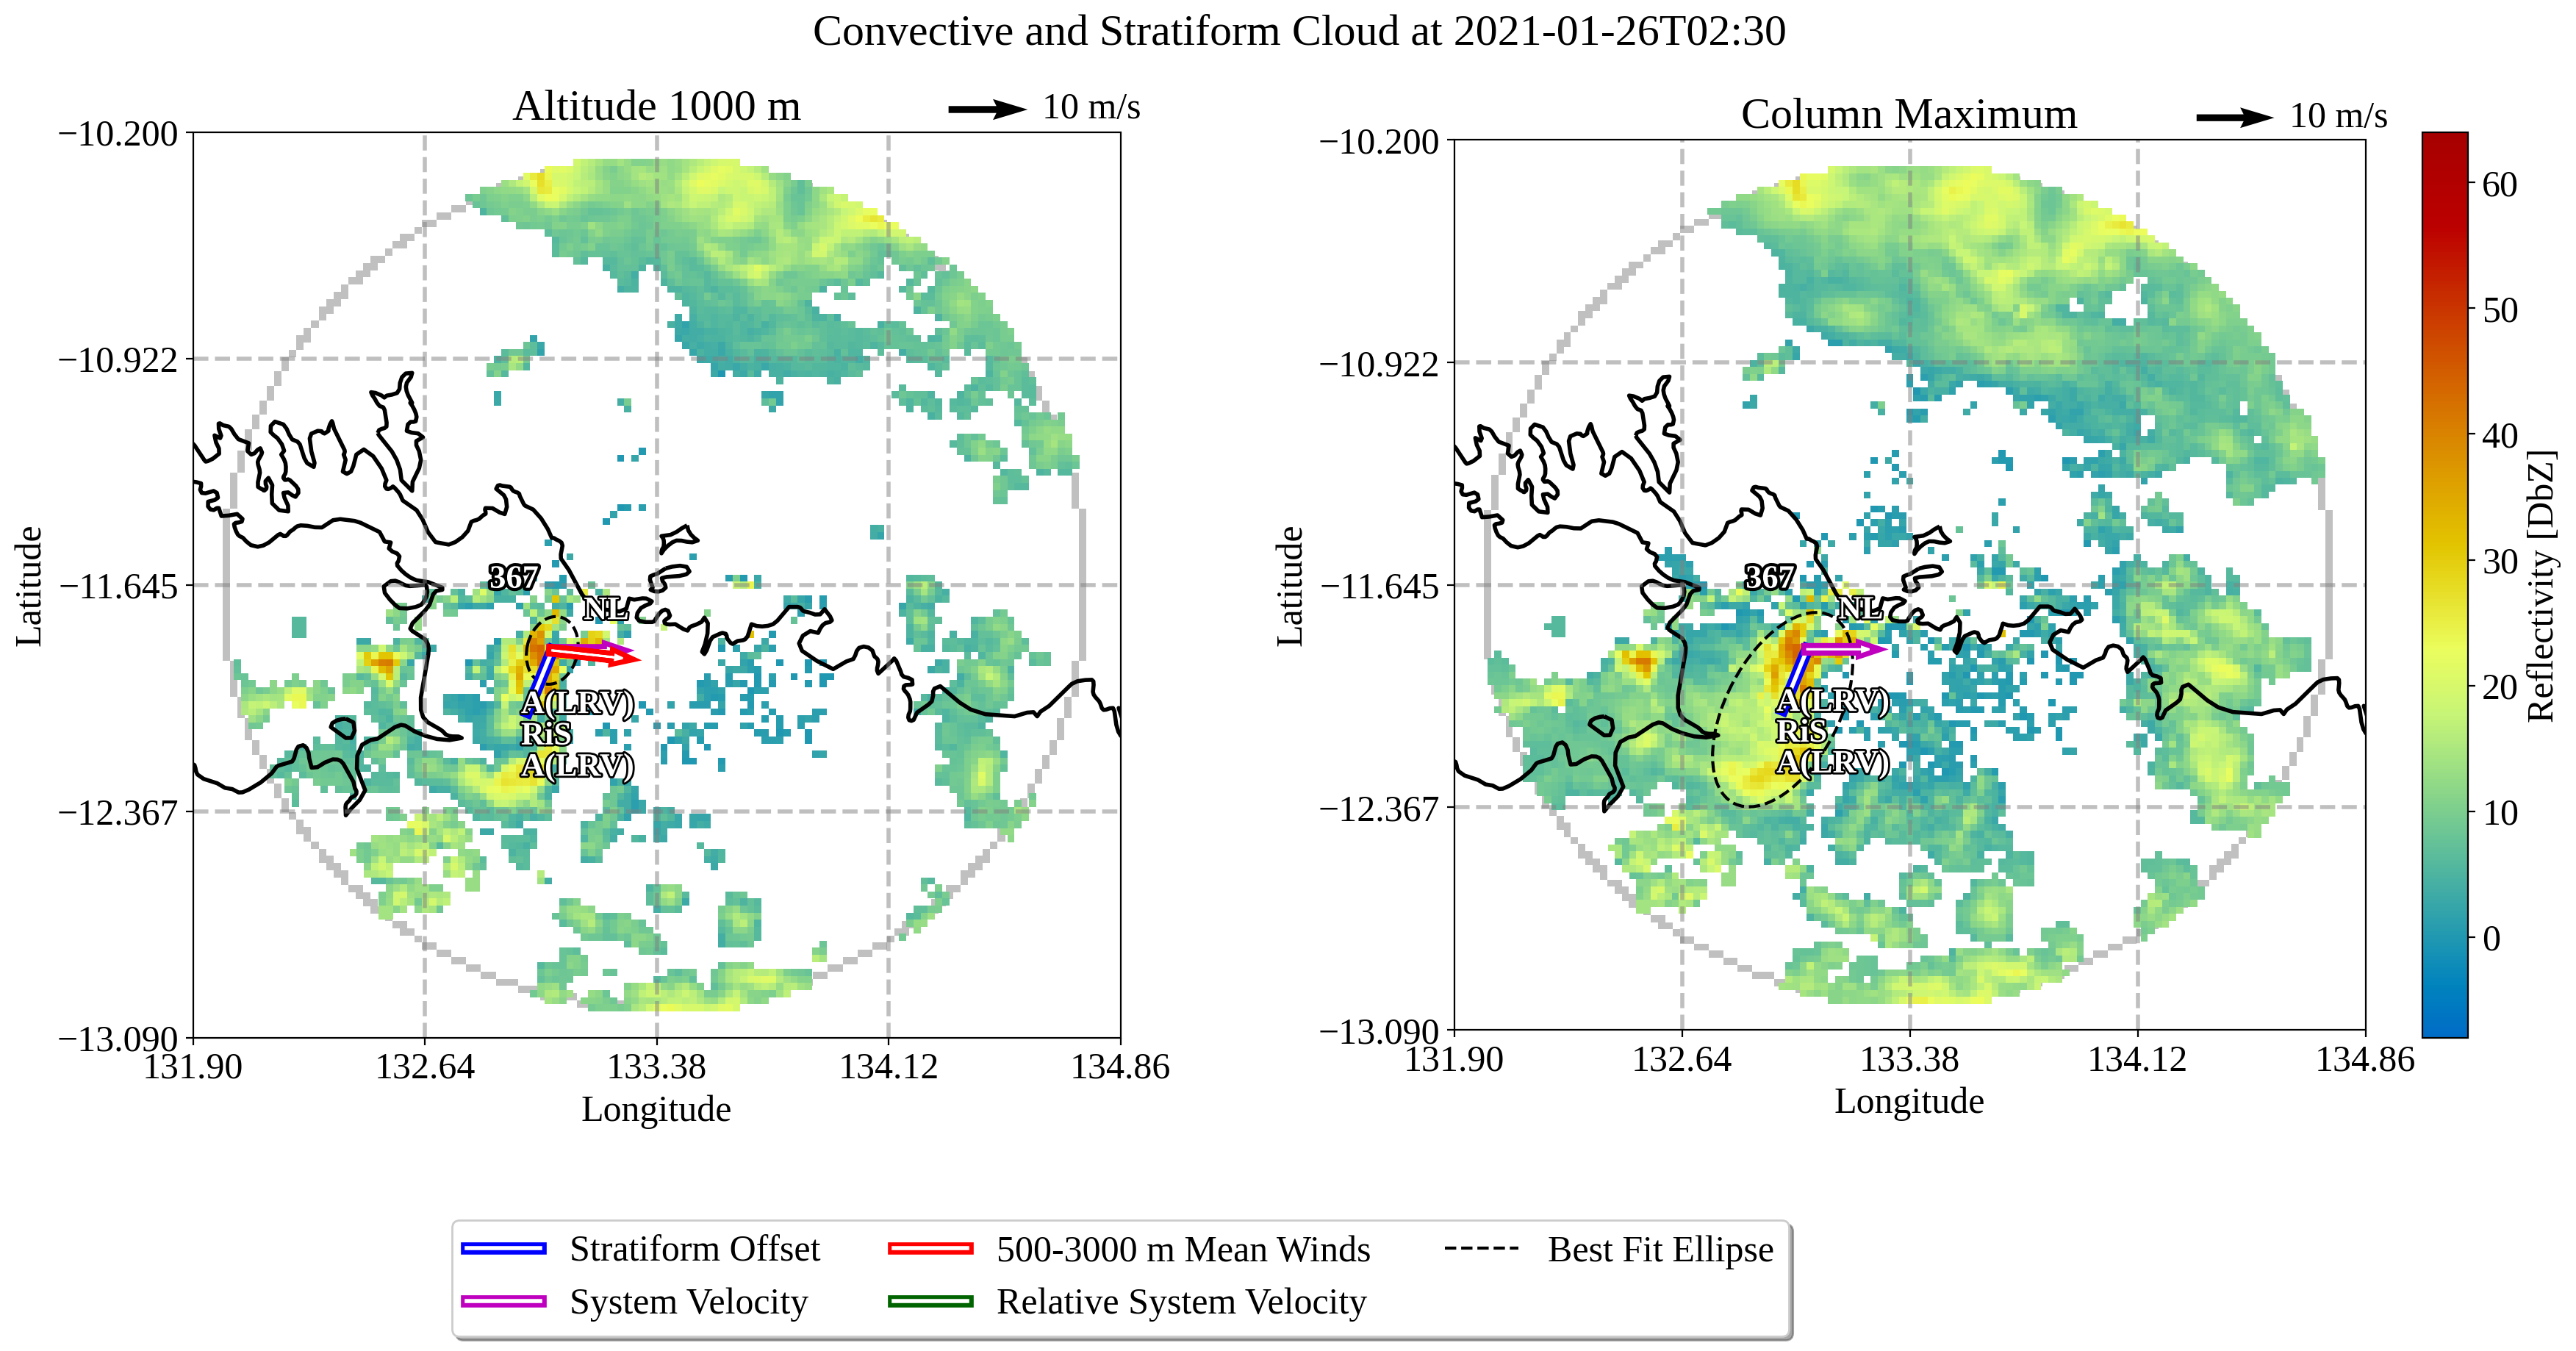 Convective and Stratiform Cloud at 2021-01-26T02:30
Altitude 1000 m
10 m/s
−10.200
−10.922
−11.645
−12.367
−13.090
131.90
132.64
133.38
134.12
134.86
Latitude
Longitude
367
NL
A(LRV)
RiS
A(LRV)
Column Maximum
10 m/s
−10.200
−10.922
−11.645
−12.367
−13.090
131.90
132.64
133.38
134.12
134.86
Latitude
Longitude
367
NL
A(LRV)
RiS
A(LRV)
60
50
40
30
20
10
0
Reflectivity [DbZ]
Stratiform Offset
System Velocity
500-3000 m Mean Winds
Relative System Velocity
Best Fit Ellipse